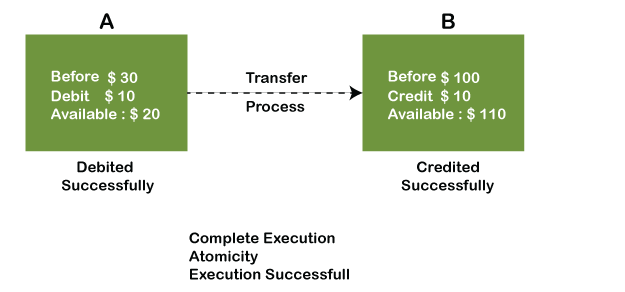 A
B
Before $ 30
Debit $ 10
Available : $ 20
Transfer
Process
Before $ 100
Credit $ 10
Available : $ 110
Debited
Successfully
Credited
Successfully
Complete Execution
Atomicity
Execution Successfull